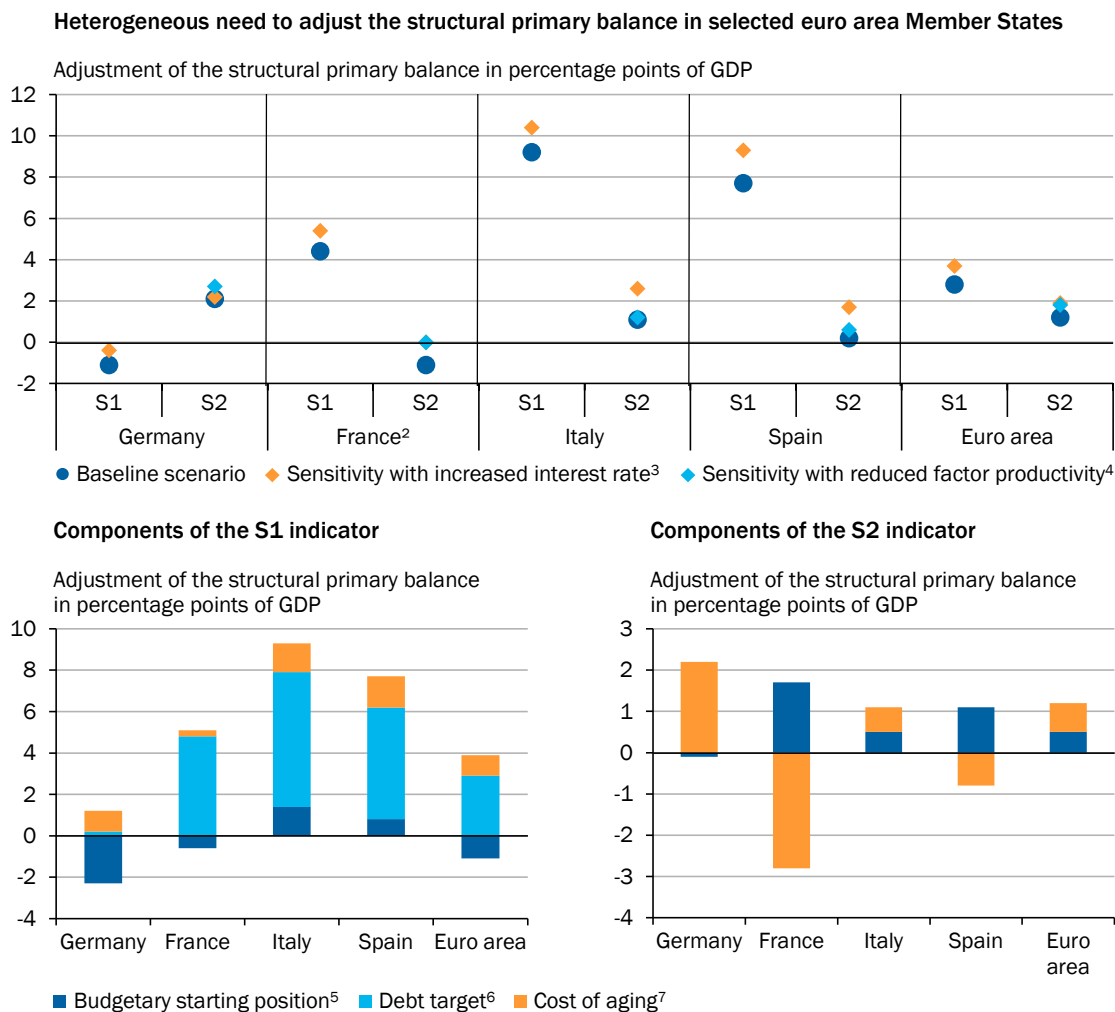 Heterogeneous need to adjust the structural primary balance in selected euro area Member States
Adjustment of the structural primary balance in percentage points of GDP
12
10
8
6
4
2
0
-2
S1 S2 S1 S2 S1 S2 S1 S2 S1 S2
Germany France² Italy Spain Euro area
Baseline scenario Sensitivity with increased interest rate³ Sensitivity with reduced factor productivity⁴
Components of the S1 indicator
Adjustment of the structural primary balance
in percentage points of GDP
10
8
6
4
2
0
-2
-4
Germany France Italy Spain Euro area
Components of the S2 indicator
Adjustment of the structural primary balance
in percentage points of GDP
3
2
1
0
-1
-2
-3
-4
Germany France Italy Spain Euro
area
Budgetary starting position⁵ Debt target⁶ Cost of aging⁷